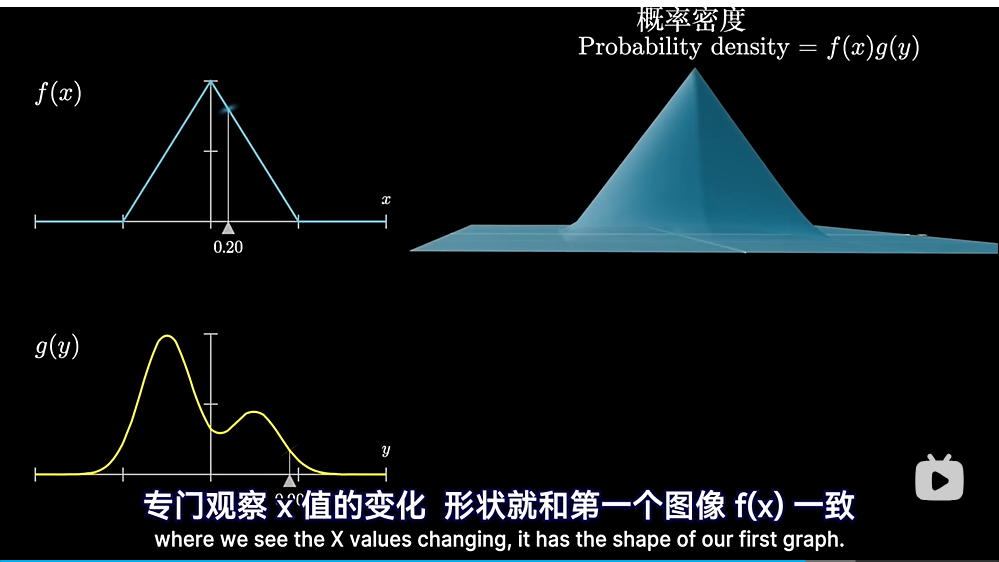 概率密度
Probability density = f(x)g(y)
f(x)
x
0.20
g(y)
y
专门观察 x 值的变化 形状就和第一个图像 f(x) 一致
where we see the X values changing, it has the shape of our first graph.